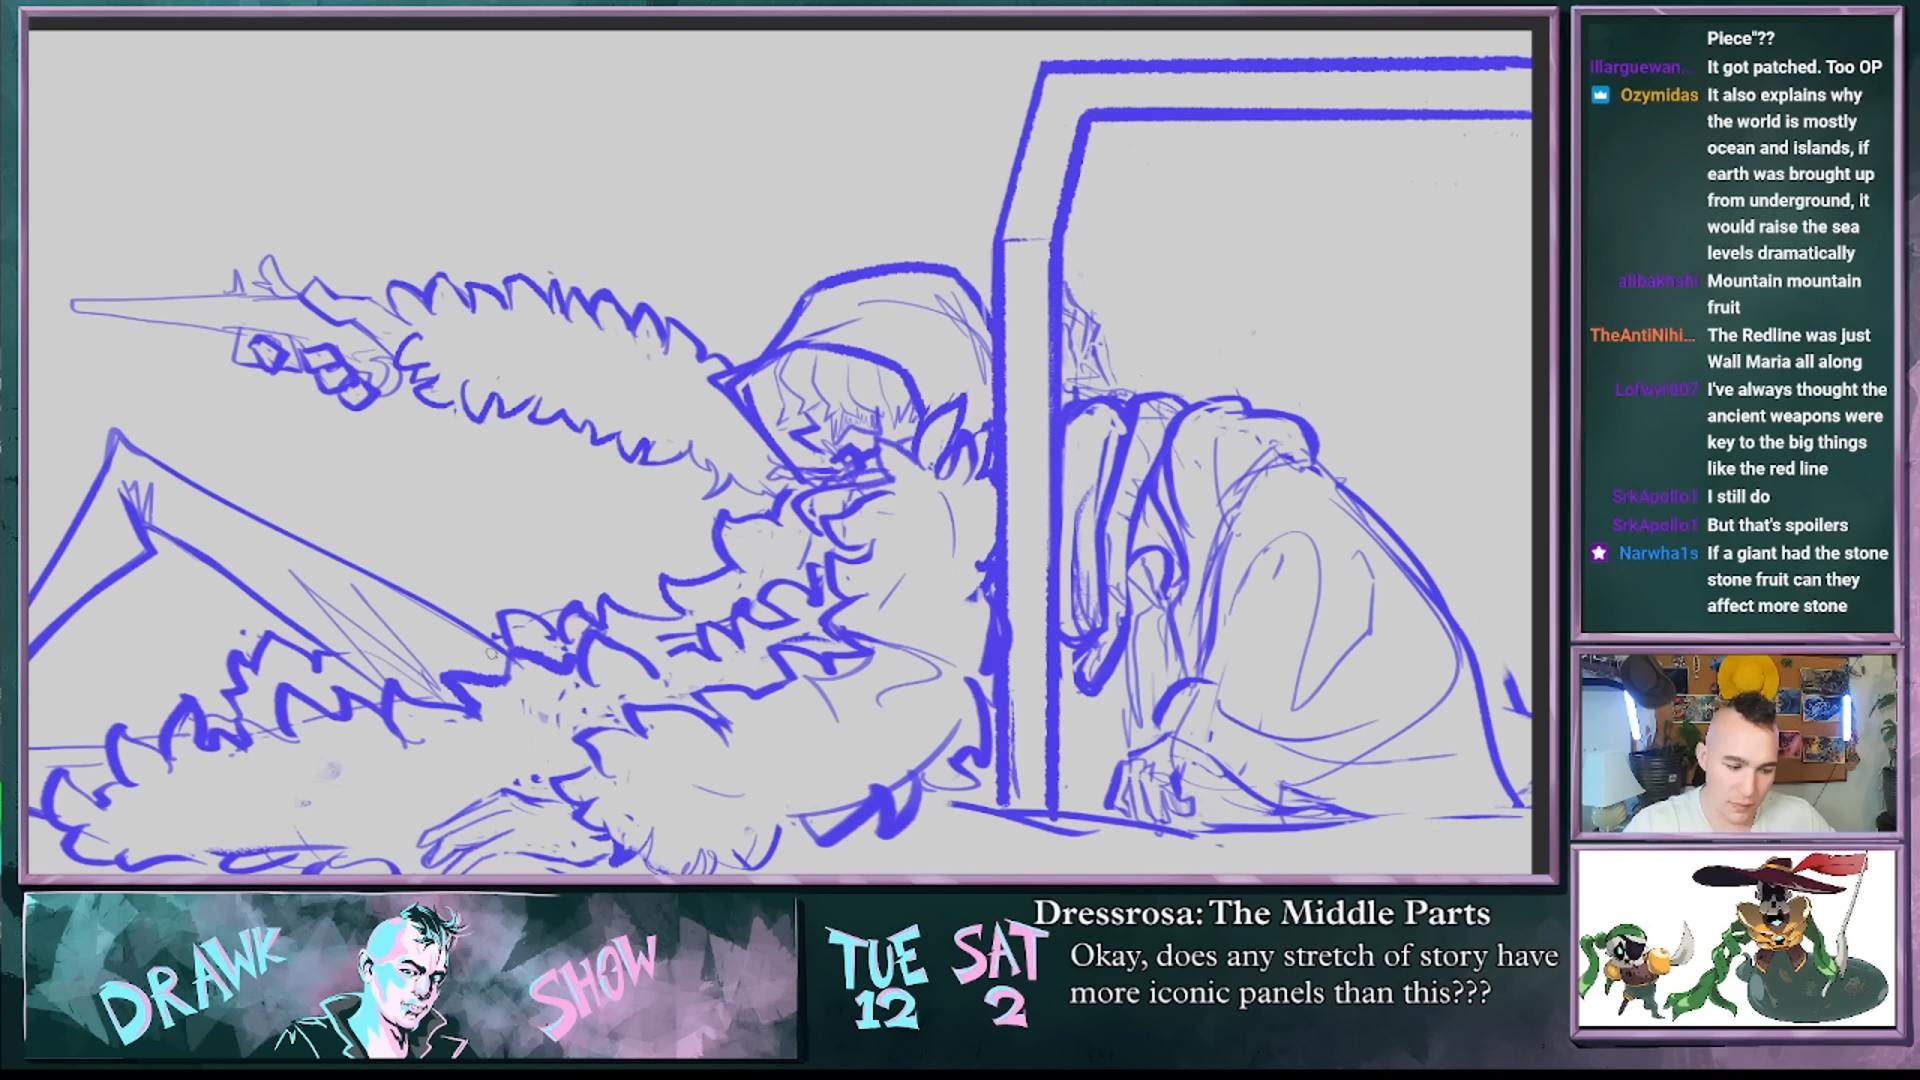 Piece"??
Illarguewan... It got patched. Too OP
Ozymidas It also explains why
the world is mostly
ocean and islands, if
earth was brought up
from underground, it
would raise the sea
levels dramatically
alibakhshi Mountain mountain
fruit
TheAntiNihi... The Redline was just
Wall Maria all along
I've always thought the
ancient weapons were
key to the big things
like the red line
SrkApollo1 I still do
SrkApollo1 But that's spoilers
Narwha1s If a giant had the stone
stone fruit can they
affect more stone
DRAWK SHOW
TUE 12
SAT 2
Dressrosa: The Middle Parts
Okay, does any stretch of story have
more iconic panels than this???